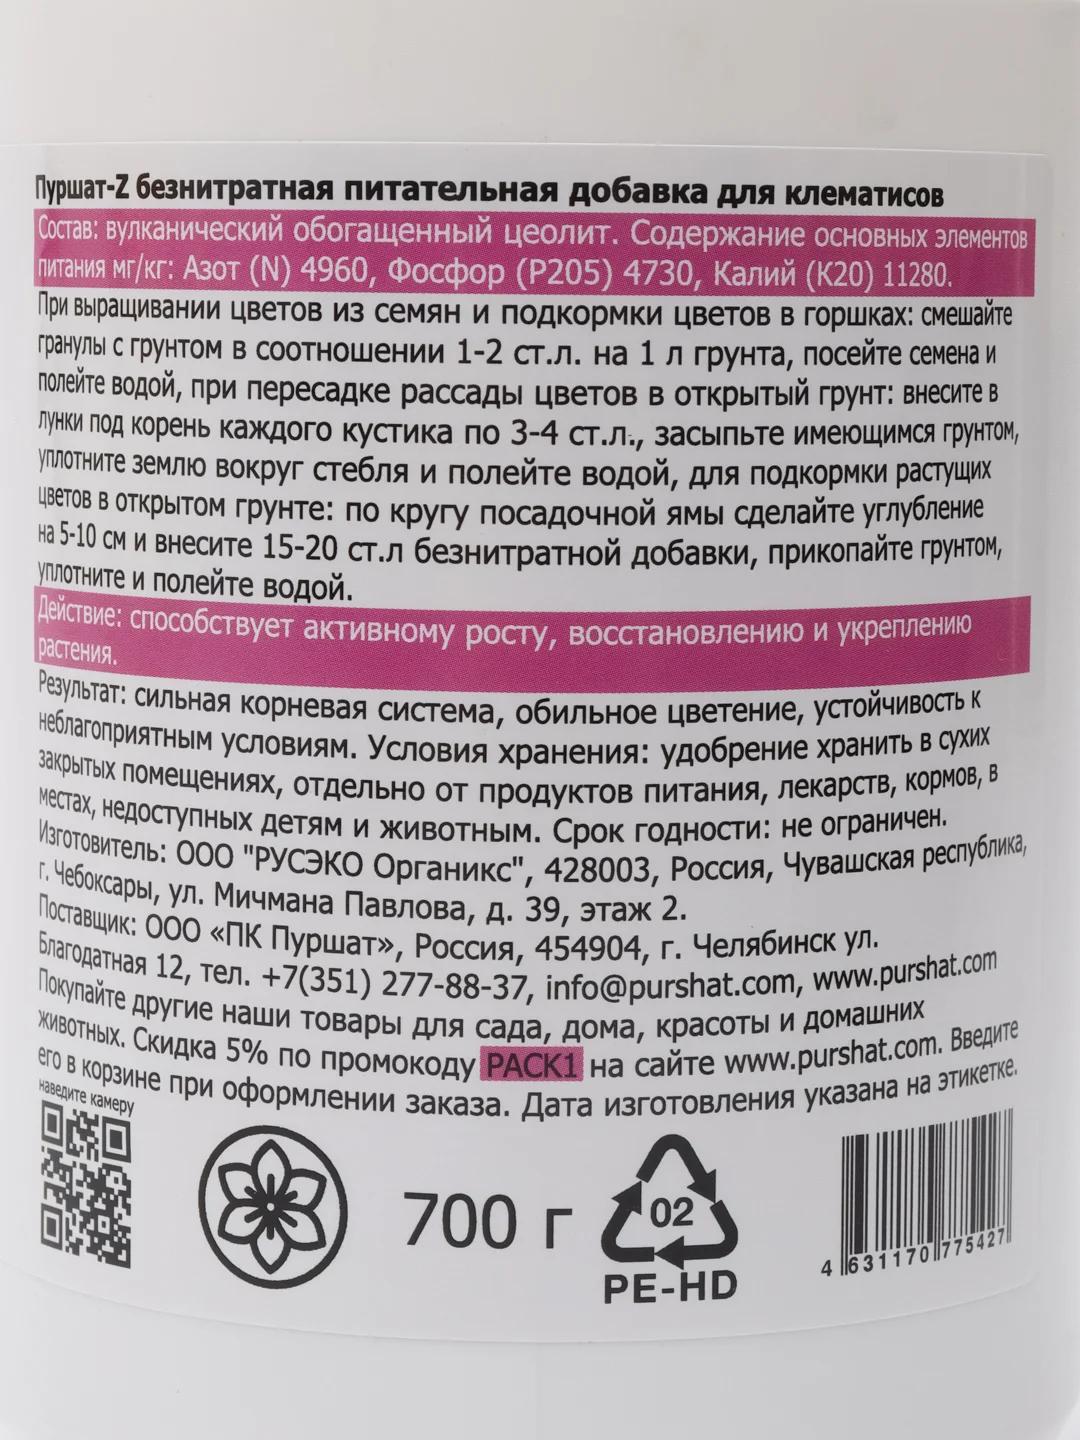 Пуршат-Z безнитратная питательная добавка для клематисов
Состав: вулканический обогащенный цеолит. Содержание основных элементов
питания мг/кг: Азот (N) 4960, Фосфор (P205) 4730, Калий (K20) 11280.
При выращивании цветов из семян и подкормки цветов в горшках: смешайте
гранулы с грунтом в соотношении 1-2 ст.л. на 1 л грунта, посейте семена и
полейте водой, при пересадке рассады цветов в открытый грунт: внесите в
лунки под корень каждого кустика по 3-4 ст.л., засыпьте имеющимся грунтом,
уплотните землю вокруг стебля и полейте водой, для подкормки растущих
цветов в открытом грунте: по кругу посадочной ямы сделайте углубление
на 5-10 см и внесите 15-20 ст.л безнитратной добавки, прикопайте грунтом,
уплотните и полейте водой.
Действие: способствует активному росту, восстановлению и укреплению
растения.
Результат: сильная корневая система, обильное цветение, устойчивость к
неблагоприятным условиям. Условия хранения: удобрение хранить в сухих
закрытых помещениях, отдельно от продуктов питания, лекарств, кормов, в
местах, недоступных детям и животным. Срок годности: не ограничен.
Изготовитель: ООО "РУСЭКО Органикс", 428003, Россия, Чувашская республика,
г. Чебоксары, ул. Мичмана Павлова, д. 39, этаж 2.
Поставщик: ООО «ПК Пуршат», Россия, 454904, г. Челябинск ул.
Благодатная 12, тел. +7(351) 277-88-37, info@purshat.com, www.purshat.com
Покупайте другие наши товары для сада, дома, красоты и домашних
животных. Скидка 5% по промокоду PACK1 на сайте www.purshat.com. Введите
его в корзине при оформлении заказа. Дата изготовления указана на этикетке.
наведите камеру
700 г
02
PE-HD
4 631170 775427